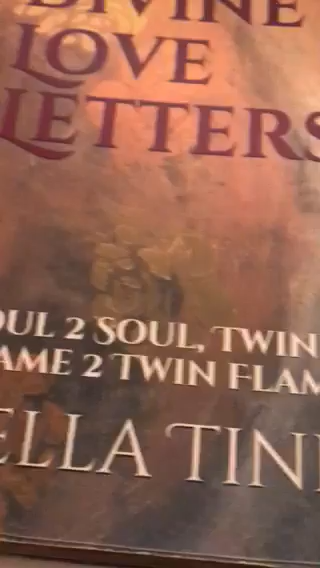 DIVINE
LOVE
LETTERS
OUL 2 SOUL, TWIN
AME 2 TWIN FLAM
ELLA TIN